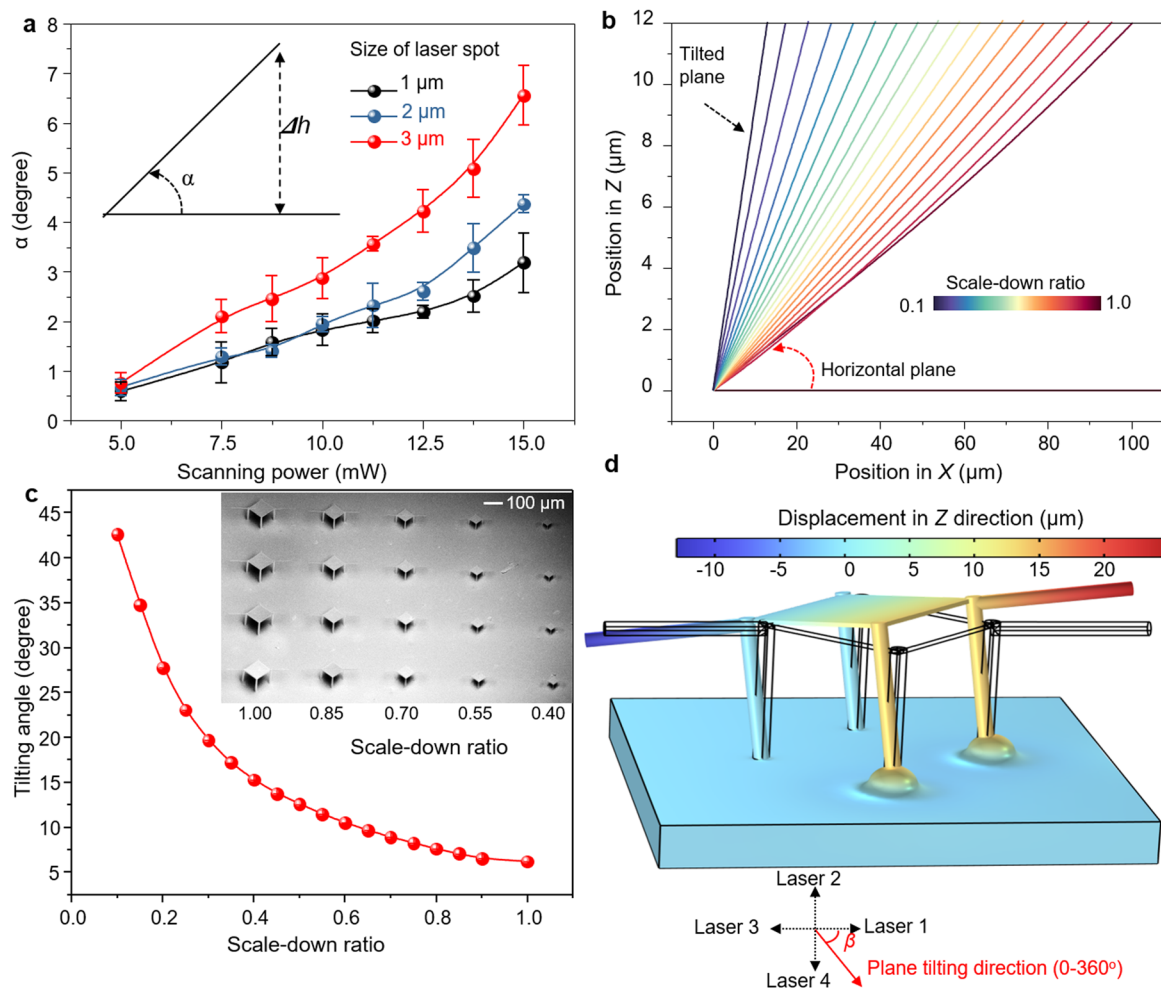 a
8
7
6
5
4
3
2
1
0
α (degree)
5.0 7.5 10.0 12.5 15.0
Scanning power (mW)
Size of laser spot
1 µm
2 µm
3 µm
Δh
α
b
12
10
8
6
4
2
0
Position in Z (µm)
Tilted
plane
Scale-down ratio
0.1 1.0
Horizontal plane
0 20 40 60 80 100
Position in X (µm)
c
45
40
35
30
25
20
15
10
5
Tilting angle (degree)
100 µm
1.00 0.85 0.70 0.55 0.40
Scale-down ratio
0.0 0.2 0.4 0.6 0.8 1.0
Scale-down ratio
d
Displacement in Z direction (µm)
-10 -5 0 5 10 15 20
Laser 2
Laser 3 Laser 1
β
Laser 4
Plane tilting direction (0-360º)